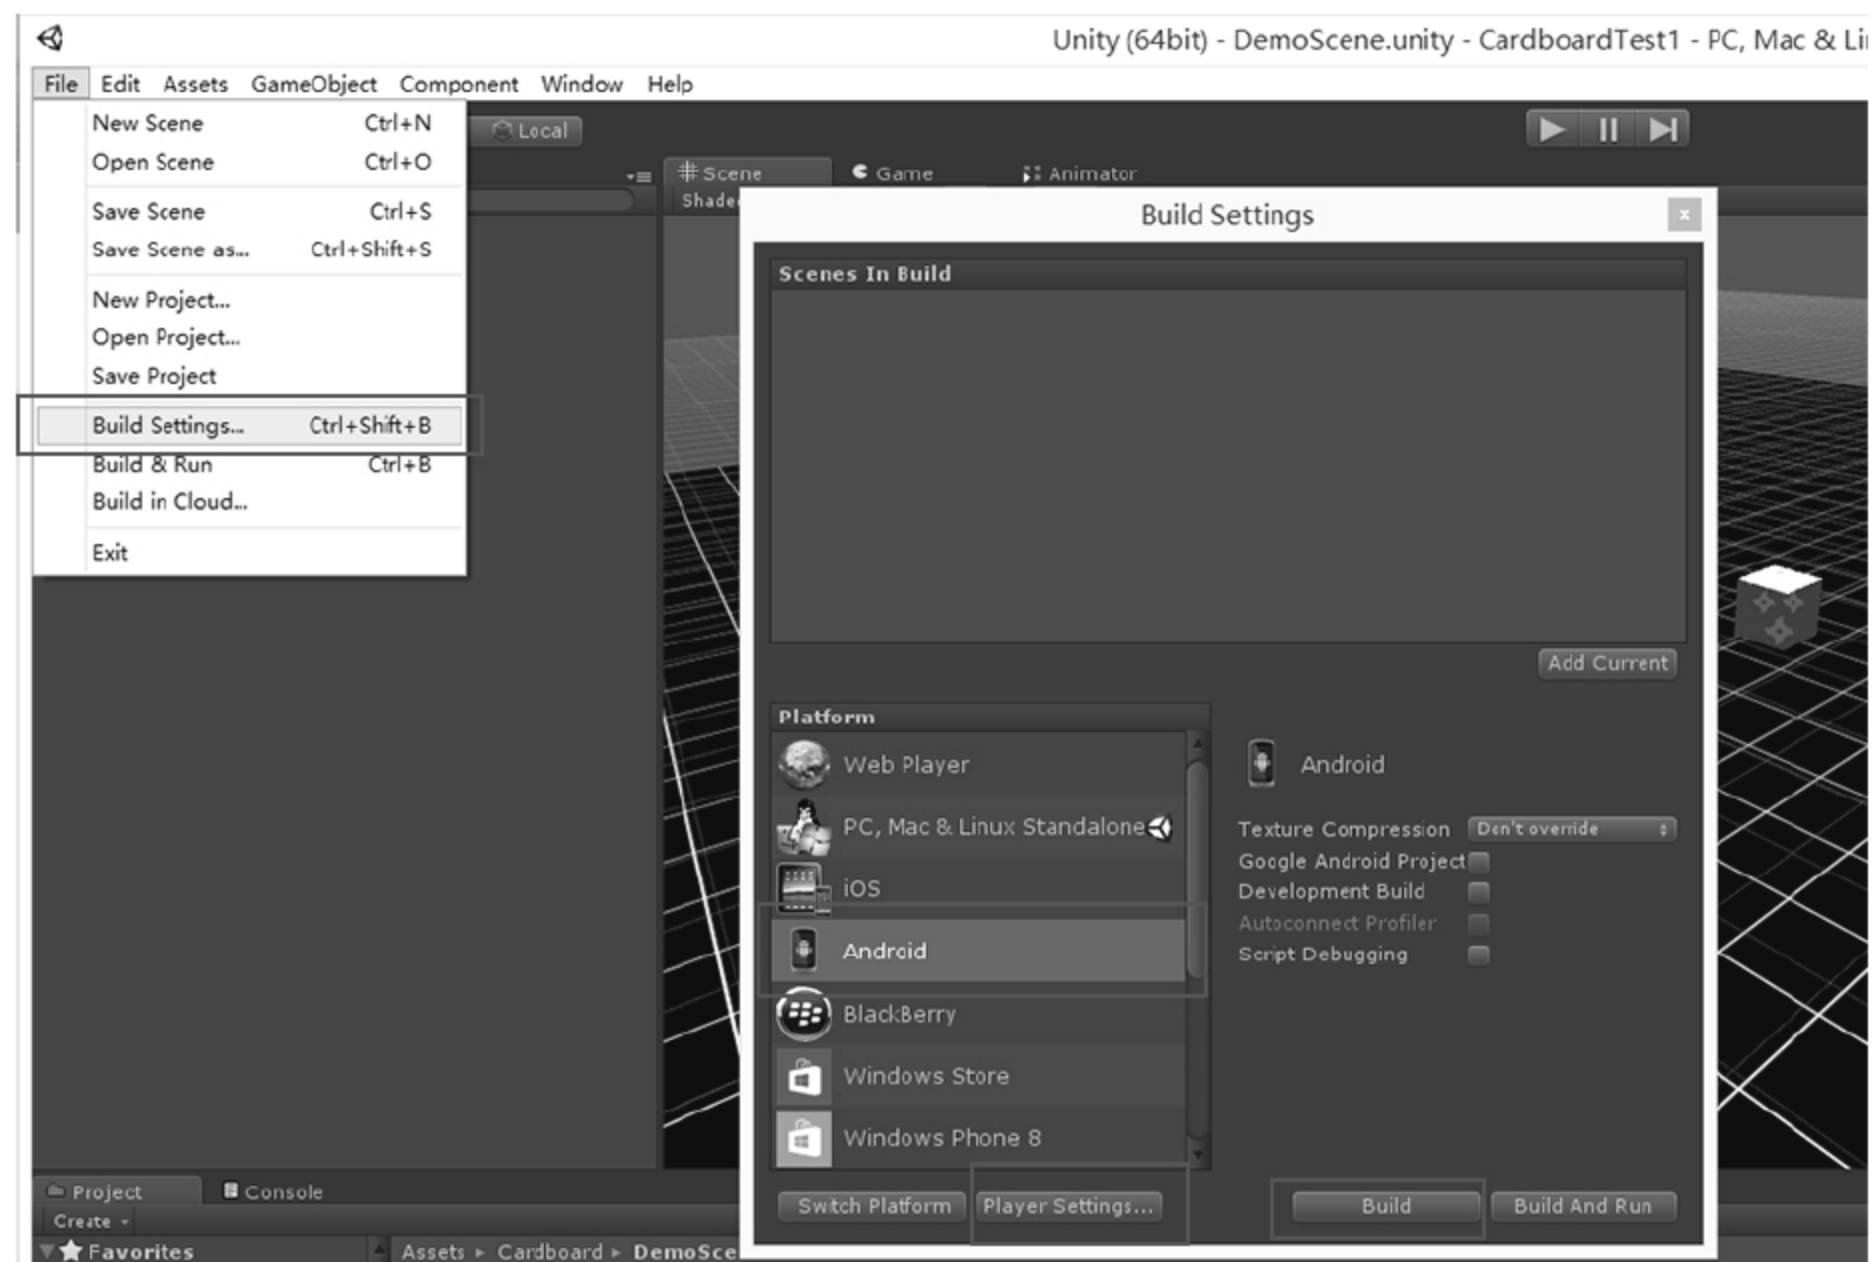 Unity (64bit) - DemoScene.unity - CardboardTest1 - PC, Mac & Li
File Edit Assets GameObject Component Window Help
New Scene Ctrl+N
Open Scene Ctrl+O
Save Scene Ctrl+S
Save Scene as... Ctrl+Shift+S
New Project...
Open Project...
Save Project
Build Settings... Ctrl+Shift+B
Build & Run Ctrl+B
Build in Cloud...
Exit
Local
Scene Game Animator
Shade
Build Settings
x
Scenes In Build
Add Current
Platform
Web Player
PC, Mac & Linux Standalone
iOS
Android
BlackBerry
Windows Store
Windows Phone 8
Android
Texture Compression Don't override
Google Android Project
Development Build
Autoconnect Profiler
Script Debugging
Switch Platform Player Settings... Build Build And Run
Project Console
Create
Favorites Assets Cardboard DemoSce